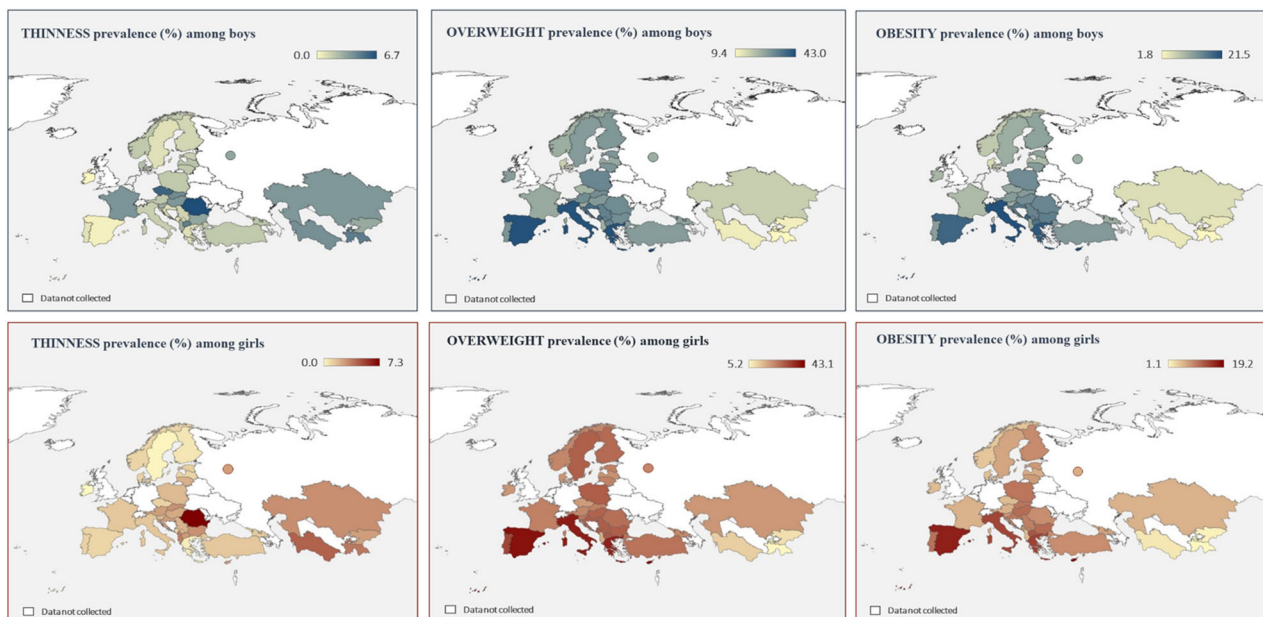 THINNESS prevalence (%) among boys
0.0 6.7
Data not collected
OVERWEIGHT prevalence (%) among boys
9.4 43.0
Data not collected
OBESITY prevalence (%) among boys
1.8 21.5
Data not collected
THINNESS prevalence (%) among girls
0.0 7.3
Data not collected
OVERWEIGHT prevalence (%) among girls
5.2 43.1
Data not collected
OBESITY prevalence (%) among girls
1.1 19.2
Data not collected